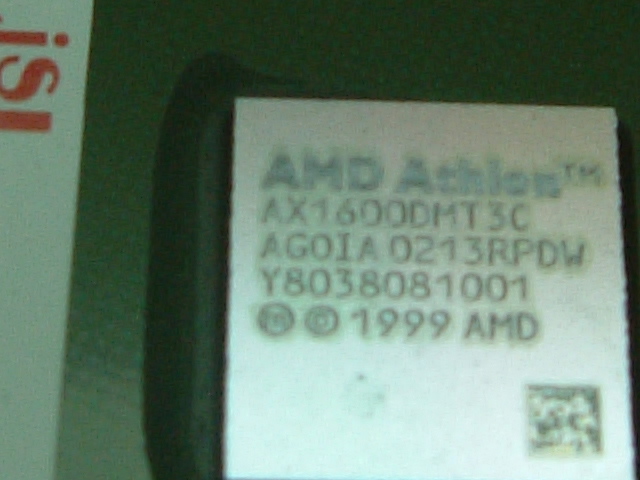 AMD Athlon™
AX1600DMT3C
AGOIA 0213RPDW
Y8038081001
Ⓜ © 1999 AMD